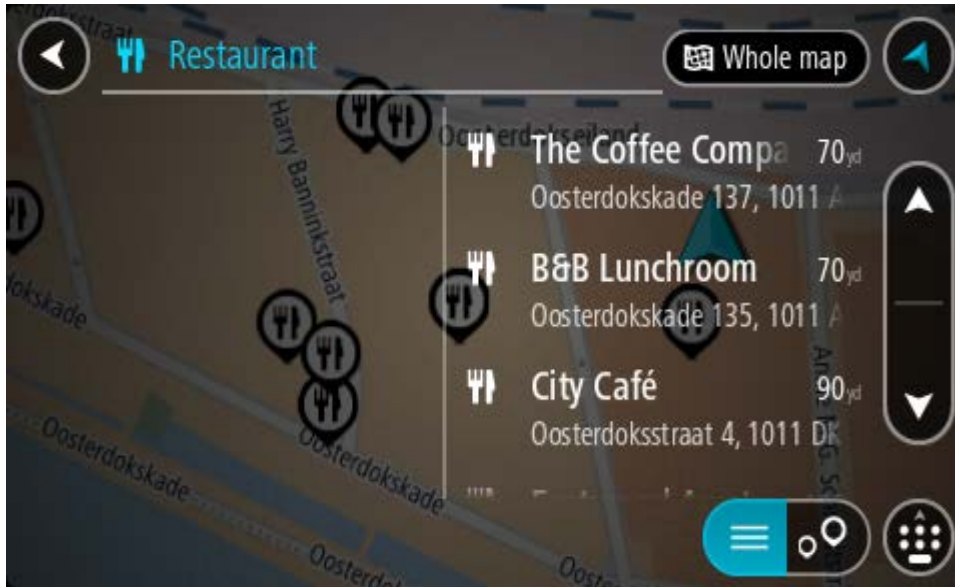 Restaurant
Whole map
The Coffee Compa 70yd
Oosterdokskade 137, 1011 A
B&B Lunchroom 70yd
Oosterdokskade 135, 1011 A
City Café 90yd
Oosterdoksstraat 4, 1011 DK
Oosterdokseiland
Harry Banninkstraat
Oosterdokskade
Oosterdokskade